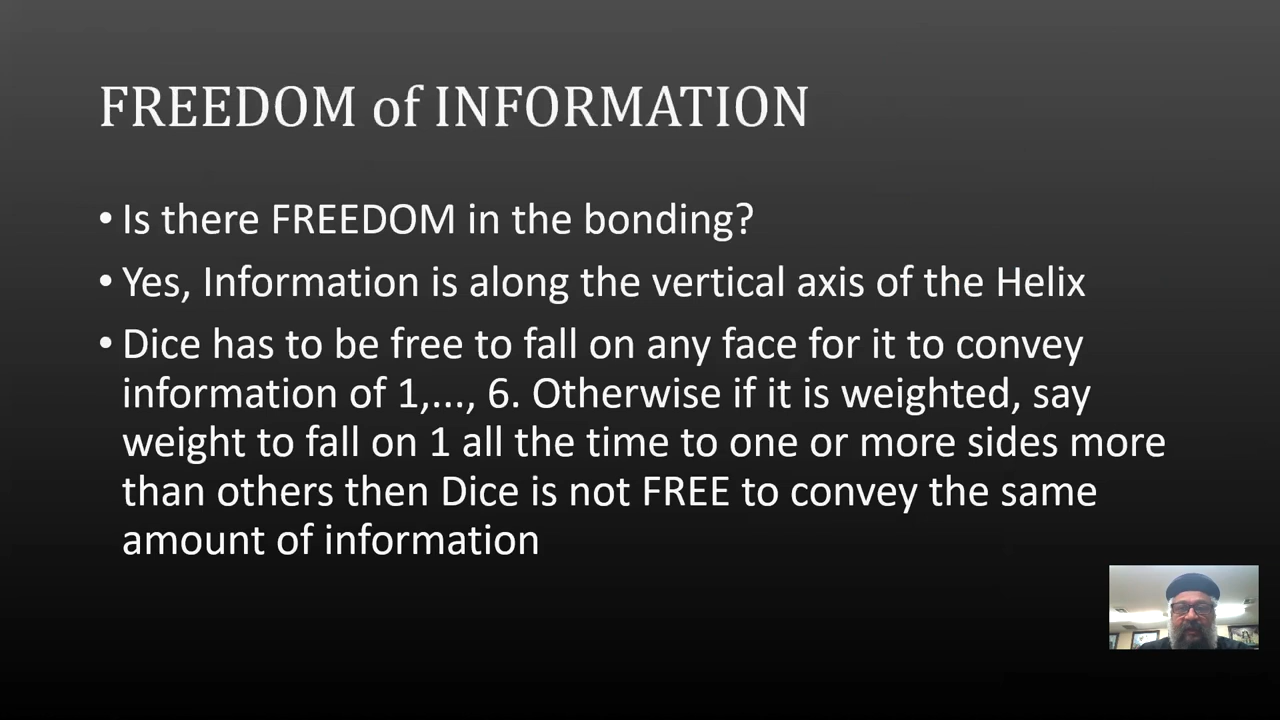 FREEDOM of INFORMATION
• Is there FREEDOM in the bonding?
• Yes, Information is along the vertical axis of the Helix
• Dice has to be free to fall on any face for it to convey
information of 1,..., 6. Otherwise if it is weighted, say
weight to fall on 1 all the time to one or more sides more
than others then Dice is not FREE to convey the same
amount of information